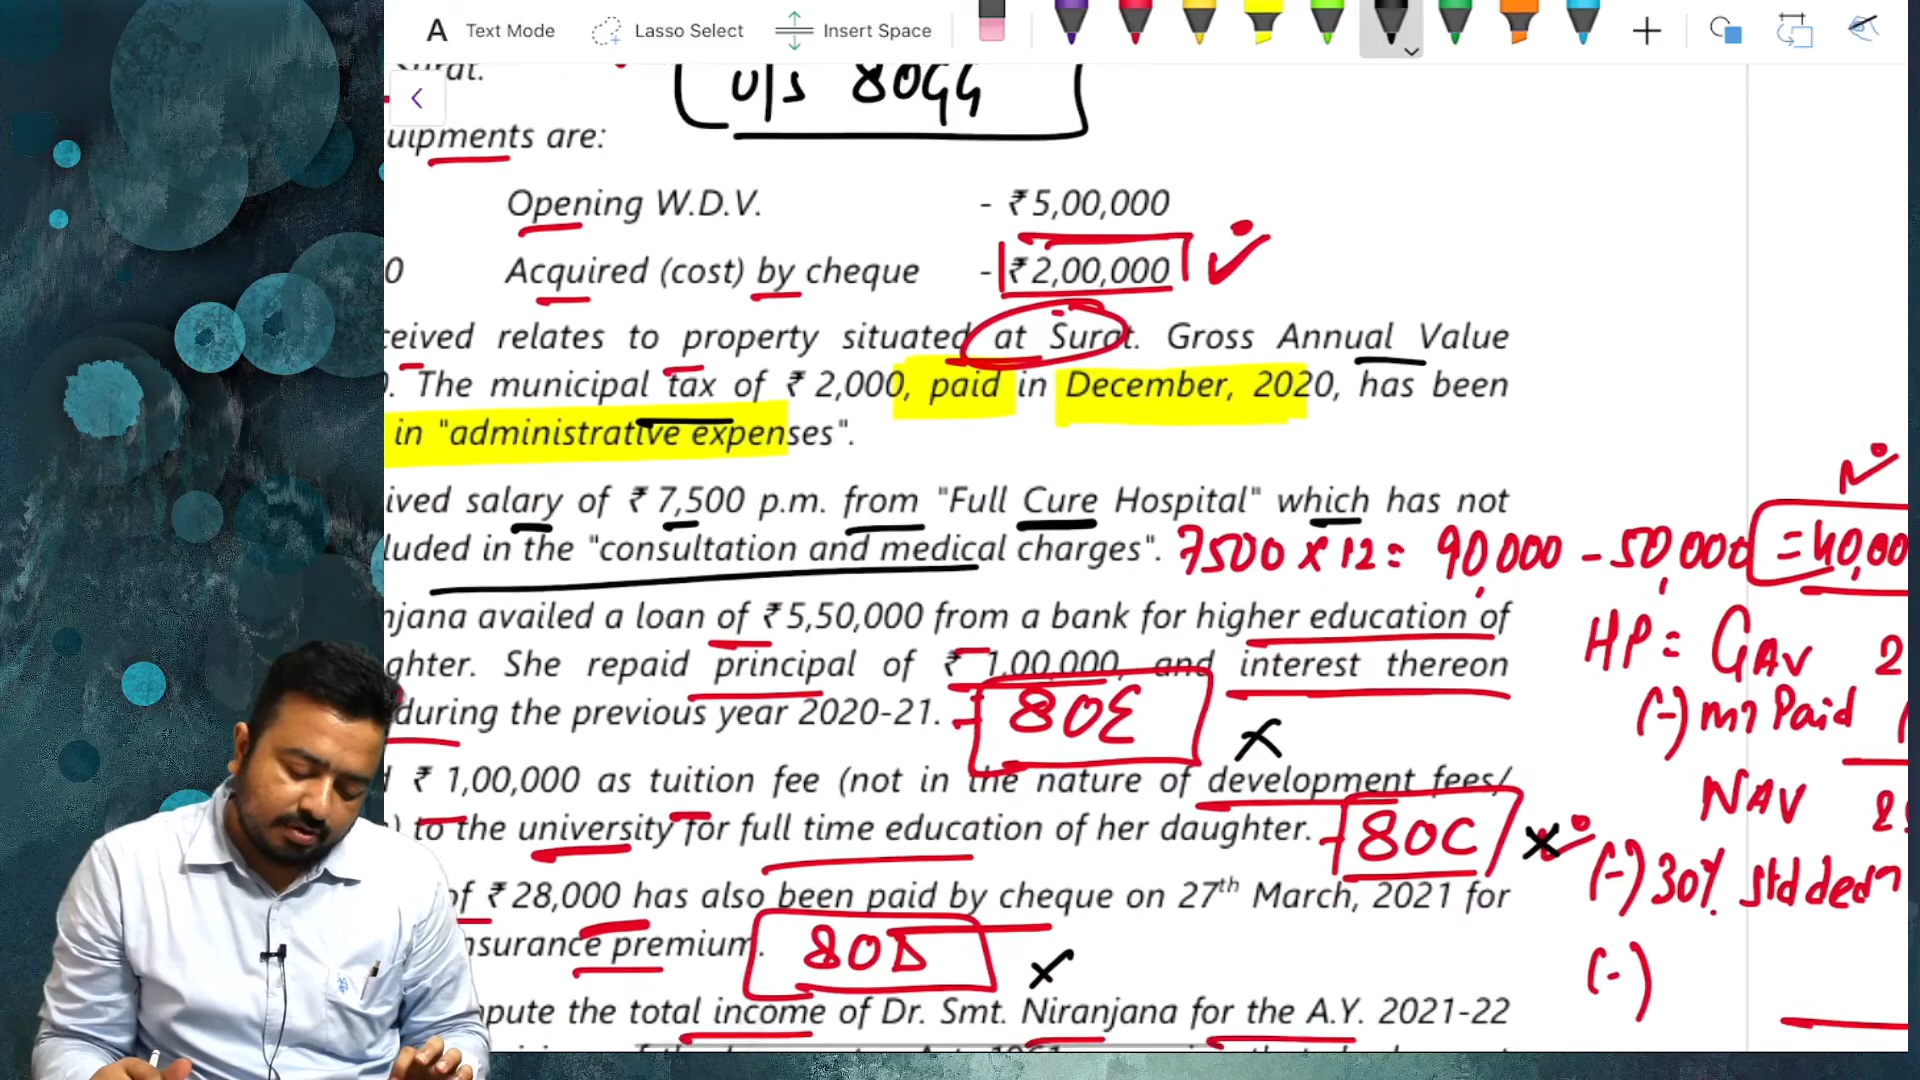 A Text Mode Lasso Select Insert Space
Surat.
u/s 80GG
uipments are:
Opening W.D.V. - ₹ 5,00,000
0 Acquired (cost) by cheque - ₹ 2,00,000
ceived relates to property situated at Surat. Gross Annual Value
). The municipal tax of ₹ 2,000, paid in December, 2020, has been
in "administrative expenses".
ived salary of ₹ 7,500 p.m. from "Full Cure Hospital" which has not
luded in the "consultation and medical charges". 7500 × 12 = 90,000 - 50,000 = 40,00
HP = GAV 2
njana availed a loan of ₹ 5,50,000 from a bank for higher education of
ghter. She repaid principal of ₹ 1,00,000, and interest thereon
(-) MT Paid (
during the previous year 2020-21. - 80E
₹ 1,00,000 as tuition fee (not in the nature of development fees/
NAV 2
) to the university for full time education of her daughter. - 80C
(-) 30% Std dedn
of ₹ 28,000 has also been paid by cheque on 27th March, 2021 for
nsurance premium. 80D
(-)
pute the total income of Dr. Smt. Niranjana for the A.Y. 2021-22